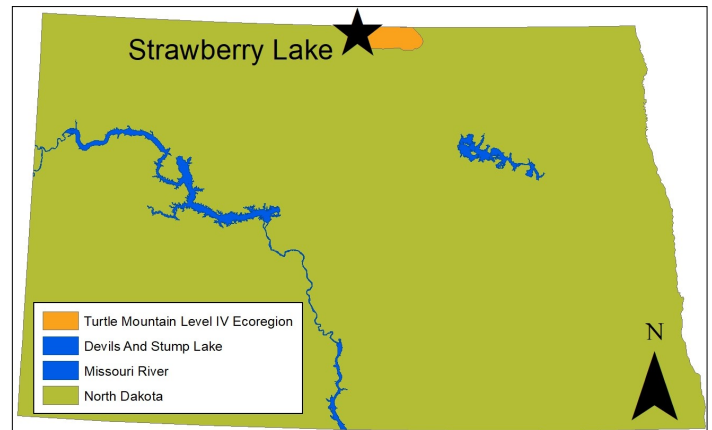 Strawberry Lake
Turtle Mountain Level IV Ecoregion
Devils And Stump Lake
Missouri River
North Dakota
N